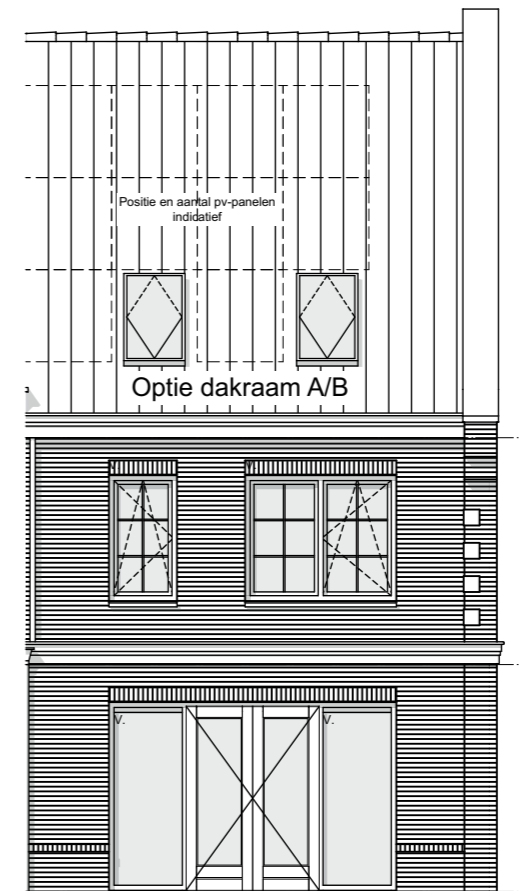 Positie en aantal pv-panelen
indicatief
Optie dakraam A/B
V.
V.
V.
V.